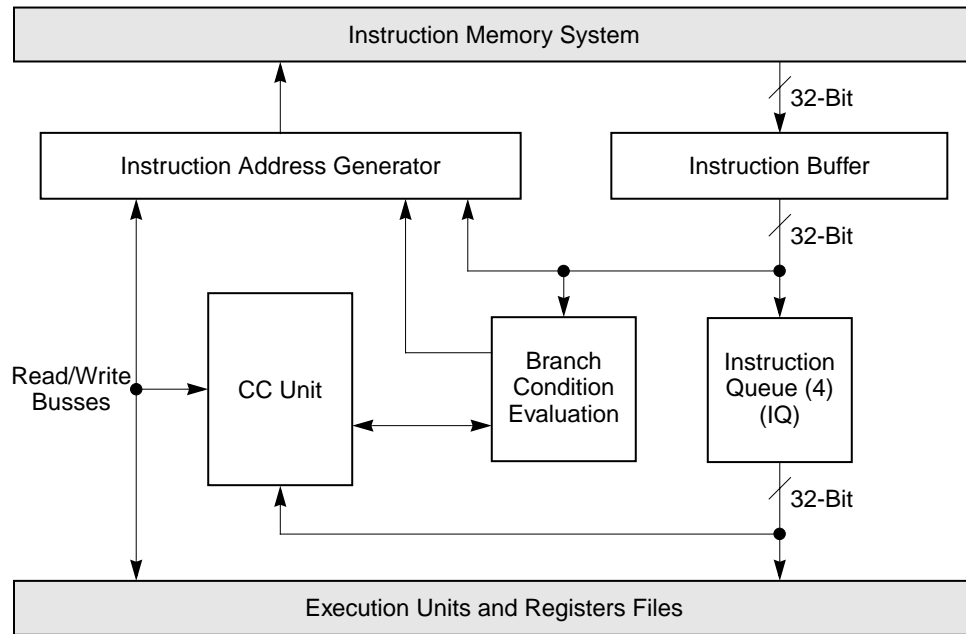 Instruction Memory System
32-Bit
Instruction Address Generator
Instruction Buffer
32-Bit
Read/Write
Busses
CC Unit
Branch
Condition
Evaluation
Instruction
Queue (4)
(IQ)
32-Bit
Execution Units and Registers Files